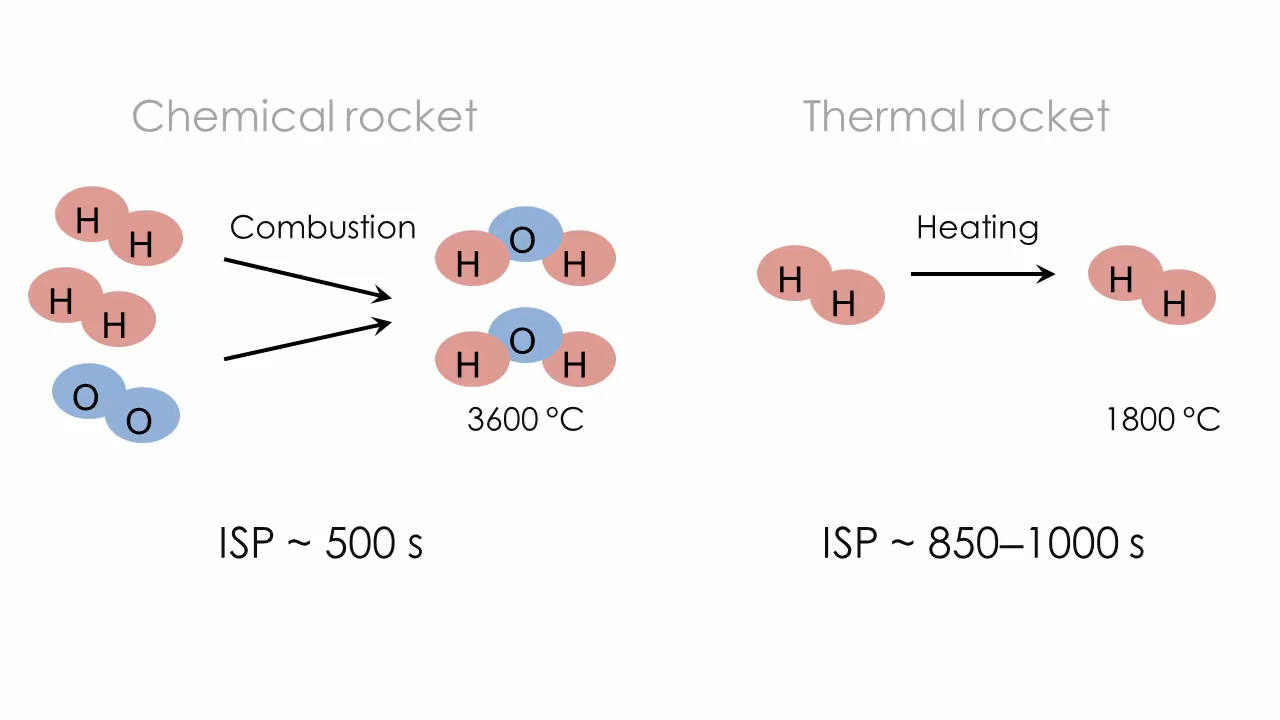 Chemical rocket
H
H
H
H
O
O
Combustion
H O H
H O H
3600 °C
ISP ~ 500 s
Thermal rocket
H
H
Heating
H
H
1800 °C
ISP ~ 850–1000 s